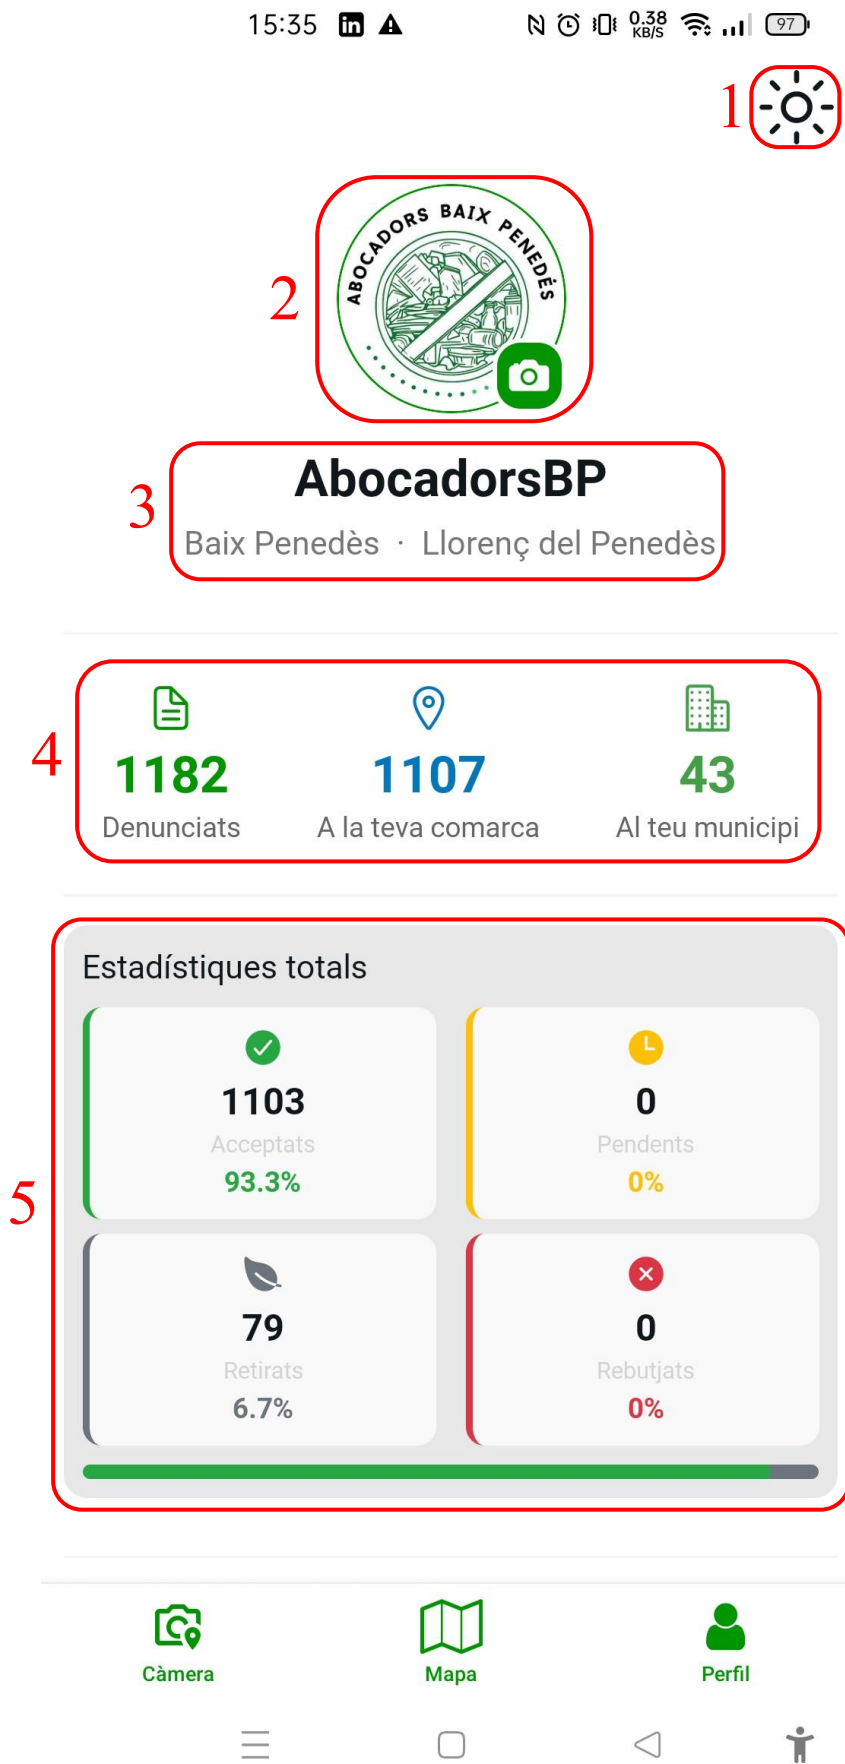 15:35 in 0.38 KB/S 97
1
ABOCADORS BAIX PENEDÈS
2
3
AbocadorsBP
Baix Penedès · Llorenç del Penedès
4
1182 1107 43
Denunciats A la teva comarca Al teu municipi
Estadístiques totals
1103 0
Acceptats Pendents
93.3% 0%
5
79 0
Retirats Rebutjats
6.7% 0%
Càmera Mapa Perfil